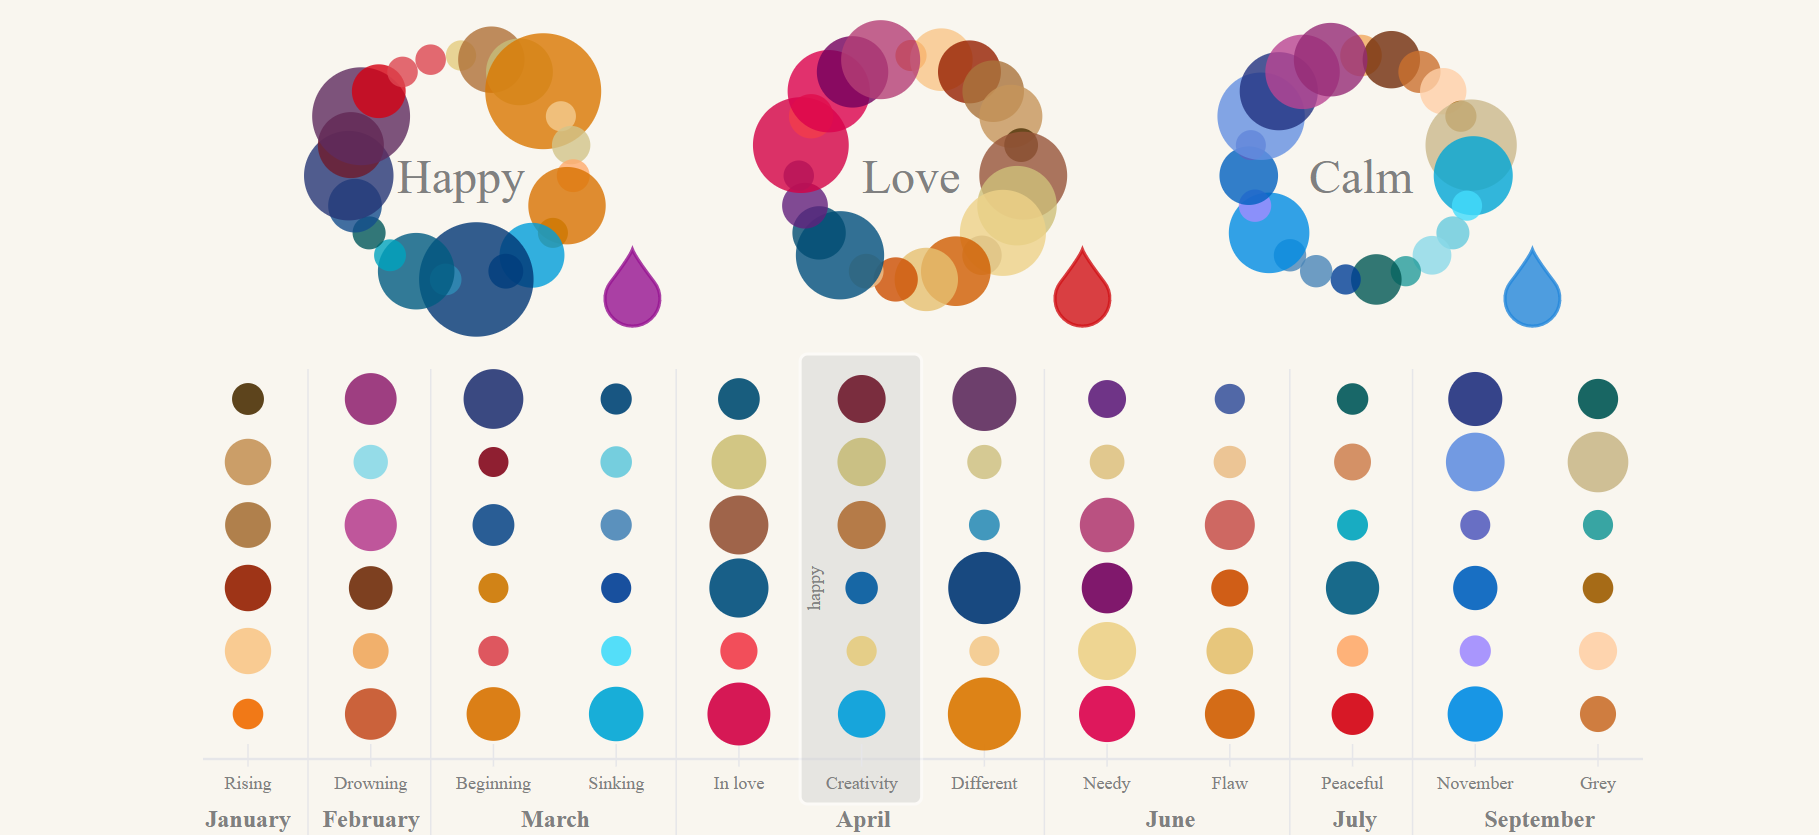 Happy
Love
Calm
happy
Rising Drowning Beginning Sinking In love Creativity Different Needy Flaw Peaceful November Grey
January February March April June July September